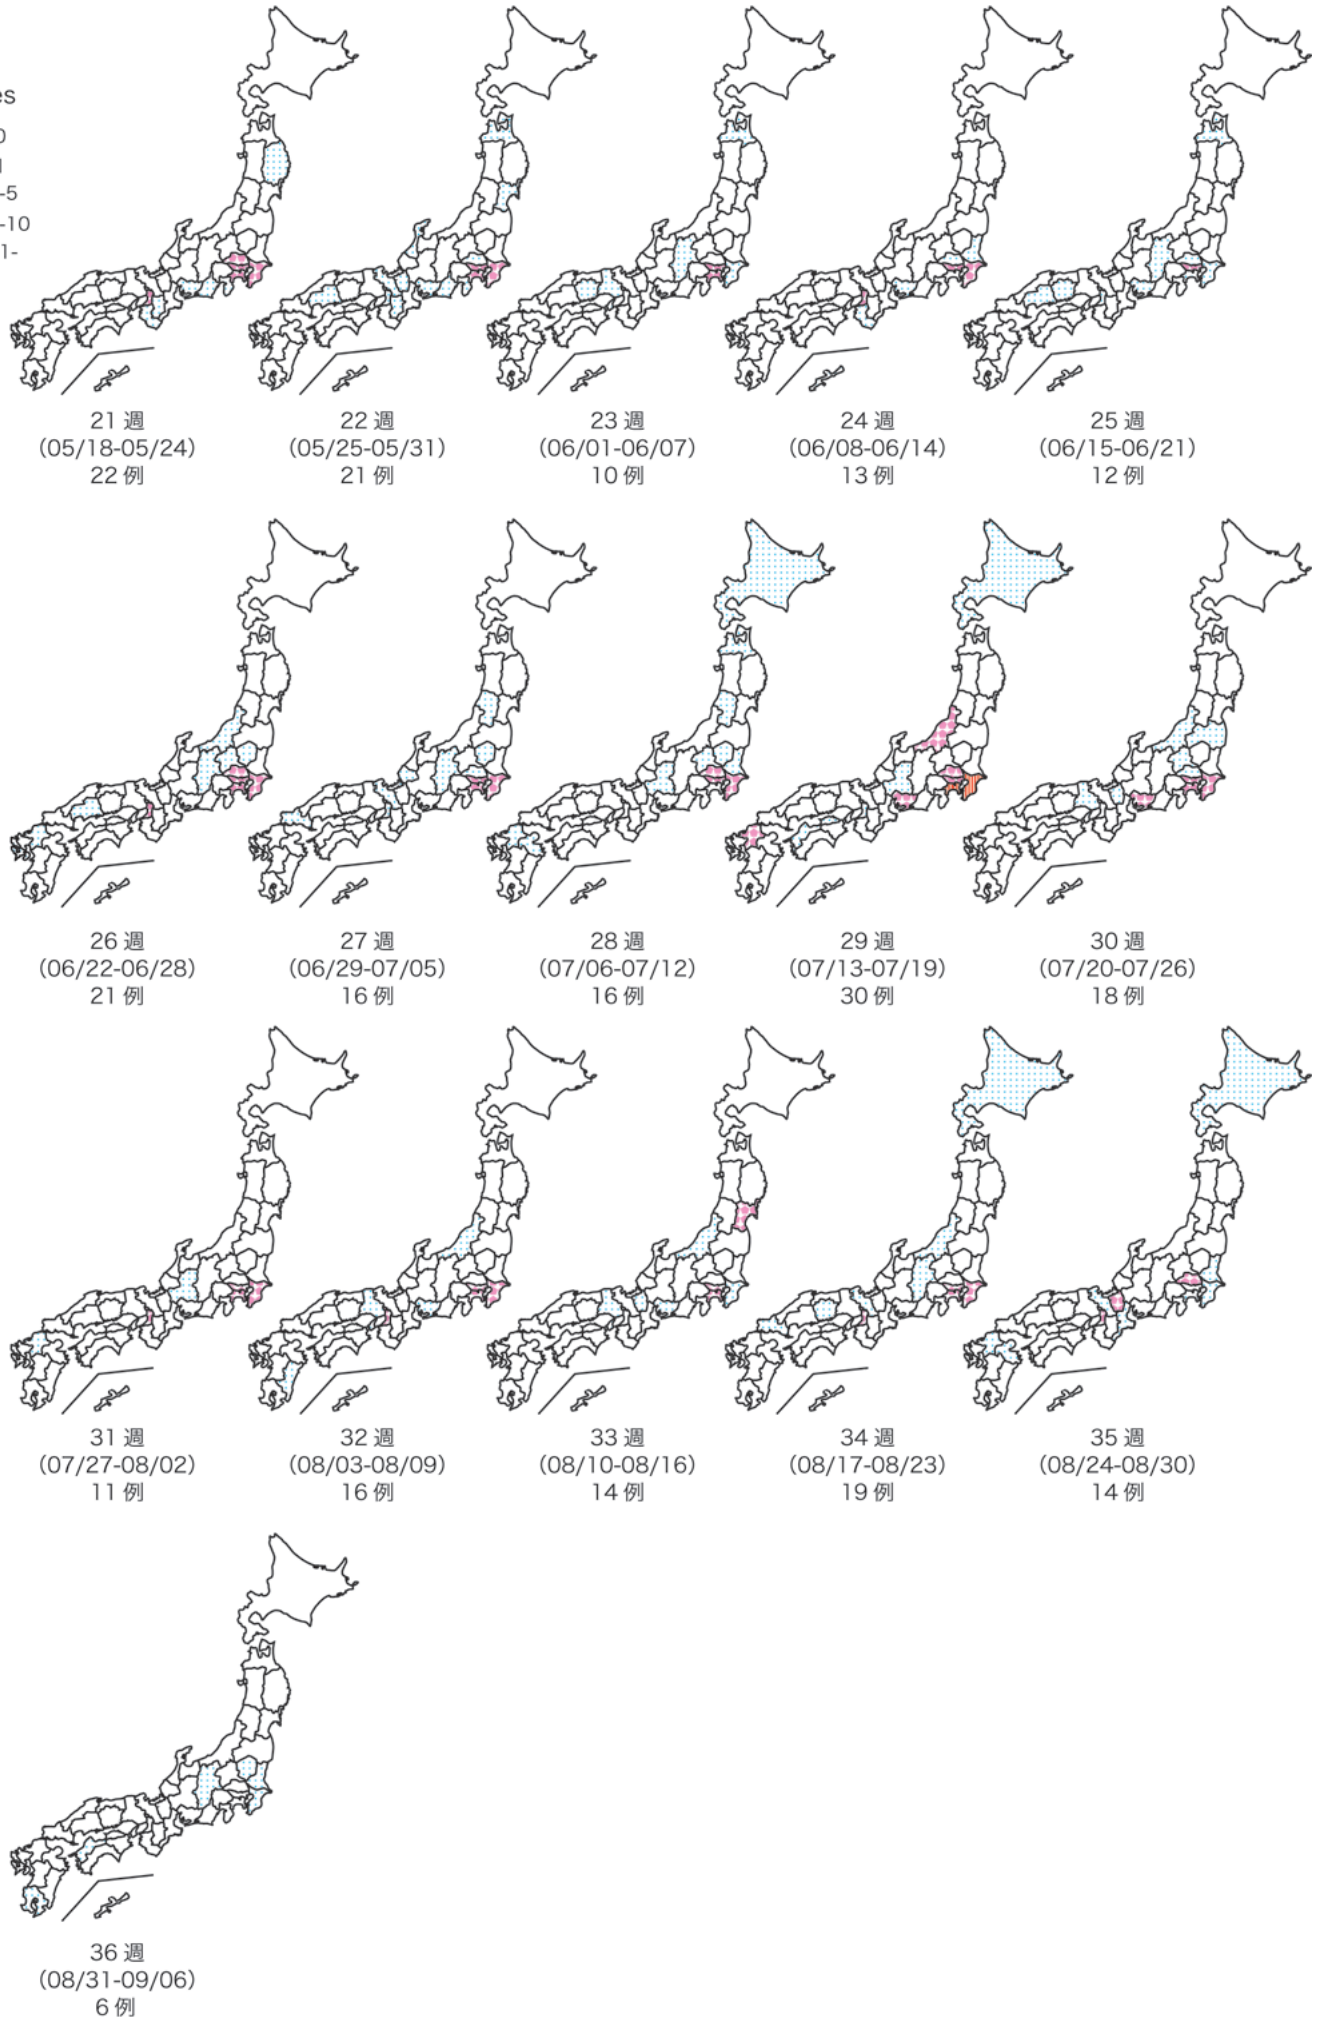 es
0
1
-5
-10
1-
21 週
(05/18-05/24)
22 例
22 週
(05/25-05/31)
21 例
23 週
(06/01-06/07)
10 例
24 週
(06/08-06/14)
13 例
25 週
(06/15-06/21)
12 例
26 週
(06/22-06/28)
21 例
27 週
(06/29-07/05)
16 例
28 週
(07/06-07/12)
16 例
29 週
(07/13-07/19)
30 例
30 週
(07/20-07/26)
18 例
31 週
(07/27-08/02)
11 例
32 週
(08/03-08/09)
16 例
33 週
(08/10-08/16)
14 例
34 週
(08/17-08/23)
19 例
35 週
(08/24-08/30)
14 例
36 週
(08/31-09/06)
6 例